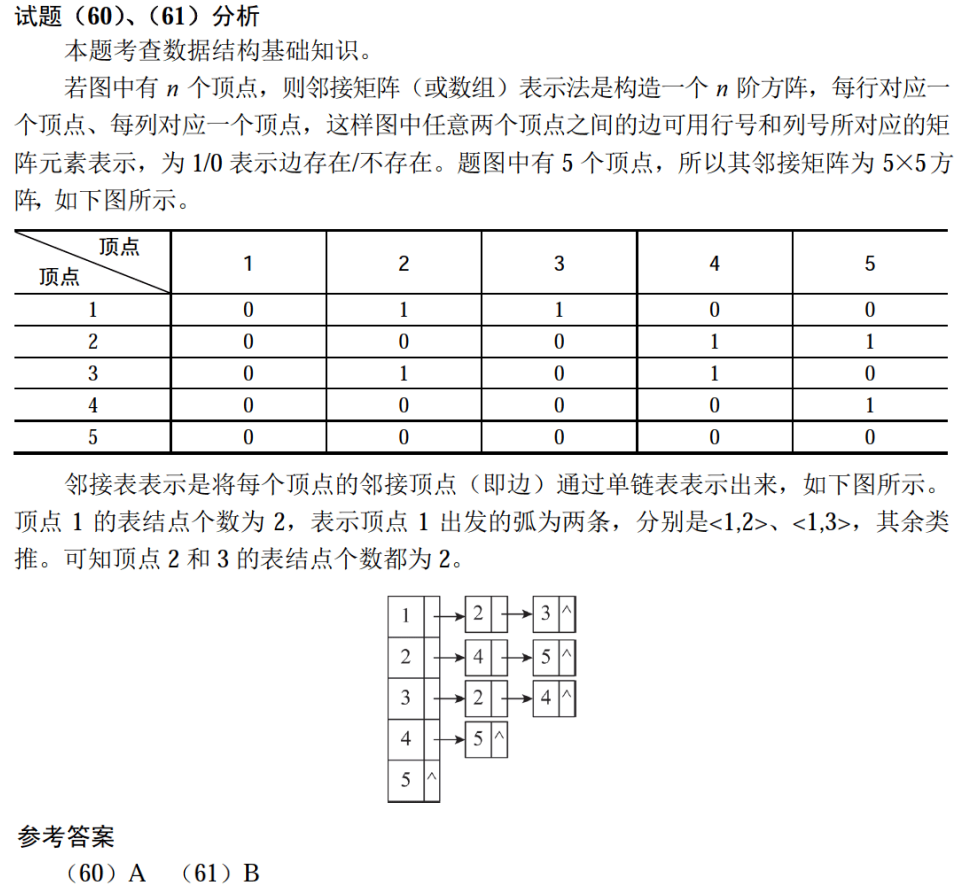 试题（60）、（61）分析
本题考查数据结构基础知识。
若图中有 n 个顶点，则邻接矩阵（或数组）表示法是构造一个 n 阶方阵，每行对应一
个顶点、每列对应一个顶点，这样图中任意两个顶点之间的边可用行号和列号所对应的矩
阵元素表示，为 1/0 表示边存在/不存在。题图中有 5 个顶点，所以其邻接矩阵为 5×5 方
阵，如下图所示。
顶点
顶点 1 2 3 4 5
1 0 1 1 0 0
2 0 0 0 1 1
3 0 1 0 1 0
4 0 0 0 0 1
5 0 0 0 0 0
邻接表表示是将每个顶点的邻接顶点（即边）通过单链表表示出来，如下图所示。
顶点 1 的表结点个数为 2，表示顶点 1 出发的弧为两条，分别是<1,2>、<1,3>，其余类
推。可知顶点 2 和 3 的表结点个数都为 2。
1 2 3 ^
2 4 5 ^
3 2 4 ^
4 5 ^
5 ^
参考答案
（60）A （61）B